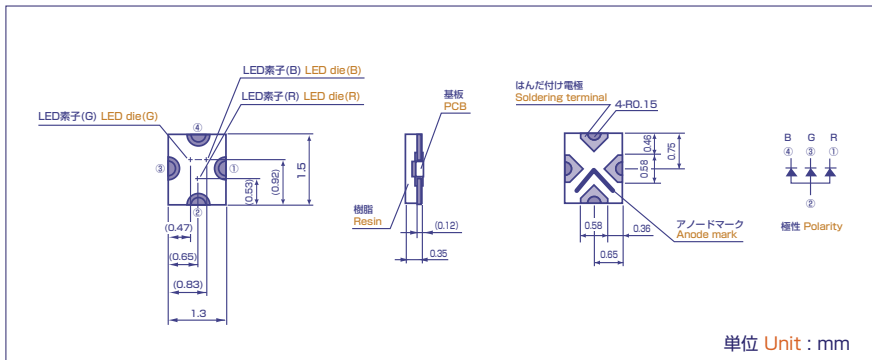 LED素子(B) LED die(B)
LED素子(R) LED die(R)
LED素子(G) LED die(G)
④
③
①
②
(0.53)
(0.92)
1.5
(0.47)
(0.65)
(0.83)
1.3
基板
PCB
樹脂
Resin
(0.12)
0.35
はんだ付け電極
Soldering terminal
4-R0.15
0.46
0.58
0.75
0.58
0.36
0.65
アノードマーク
Anode mark
B G R
④ ③ ①
②
極性 Polarity
単位 Unit : mm